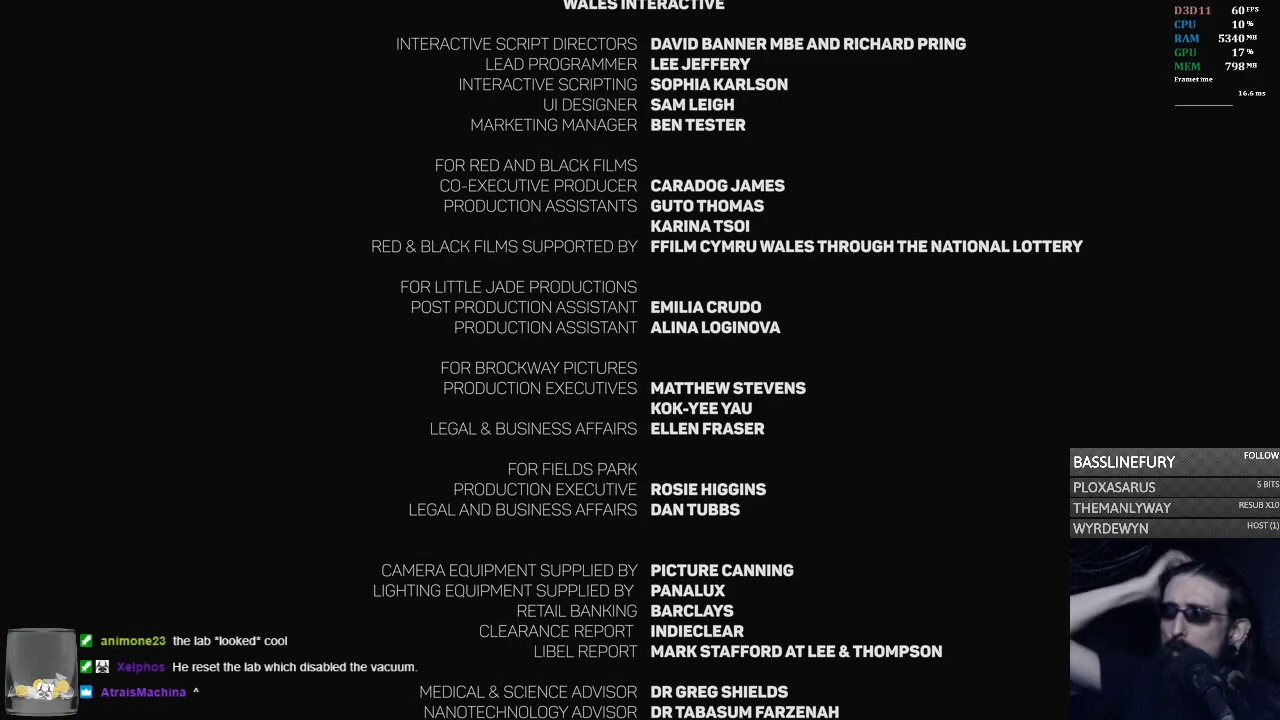 WALES INTERACTIVE
INTERACTIVE SCRIPT DIRECTORS DAVID BANNER MBE AND RICHARD PRING
LEAD PROGRAMMER LEE JEFFERY
INTERACTIVE SCRIPTING SOPHIA KARLSON
UI DESIGNER SAM LEIGH
MARKETING MANAGER BEN TESTER
FOR RED AND BLACK FILMS
CO-EXECUTIVE PRODUCER CARADOG JAMES
PRODUCTION ASSISTANTS GUTO THOMAS
KARINA TSOI
RED & BLACK FILMS SUPPORTED BY FFILM CYMRU WALES THROUGH THE NATIONAL LOTTERY
FOR LITTLE JADE PRODUCTIONS
POST PRODUCTION ASSISTANT EMILIA CRUDO
PRODUCTION ASSISTANT ALINA LOGINOVA
FOR BROCKWAY PICTURES
PRODUCTION EXECUTIVES MATTHEW STEVENS
KOK-YEE YAU
LEGAL & BUSINESS AFFAIRS ELLEN FRASER
FOR FIELDS PARK
PRODUCTION EXECUTIVE ROSIE HIGGINS
LEGAL AND BUSINESS AFFAIRS DAN TUBBS
CAMERA EQUIPMENT SUPPLIED BY PICTURE CANNING
LIGHTING EQUIPMENT SUPPLIED BY PANALUX
RETAIL BANKING BARCLAYS
CLEARANCE REPORT INDIECLEAR
LIBEL REPORT MARK STAFFORD AT LEE & THOMPSON
MEDICAL & SCIENCE ADVISOR DR GREG SHIELDS
NANOTECHNOLOGY ADVISOR DR TABASUM FARZENAH
D3D11 60 FPS
CPU 10 %
RAM 5340 MB
GPU 17 %
MEM 798 MB
Frametime
16.6 ms
BASSLINEFURY FOLLOW
PLOXASARUS 5 BITS
THEMANLYWAY RESUB X10
WYRDEWYN HOST (1)
animone23 the lab *looked* cool
Xelphos He reset the lab which disabled the vacuum.
AtraisMachina ^